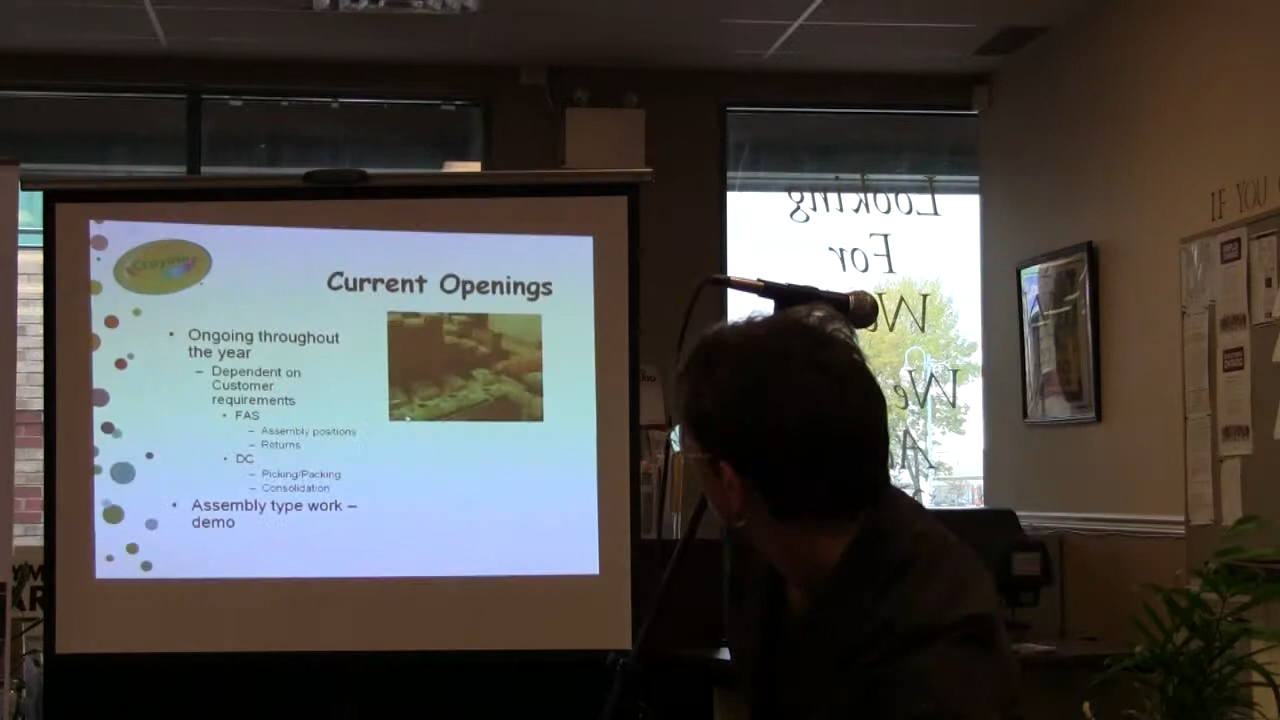 Crayola
Current Openings
• Ongoing throughout
the year
– Dependent on
Customer
requirements
• FAS
– Assembly positions
– Returns
• DC
– Picking/Packing
– Consolidation
• Assembly type work –
demo
Looking
For
We
IF YOU